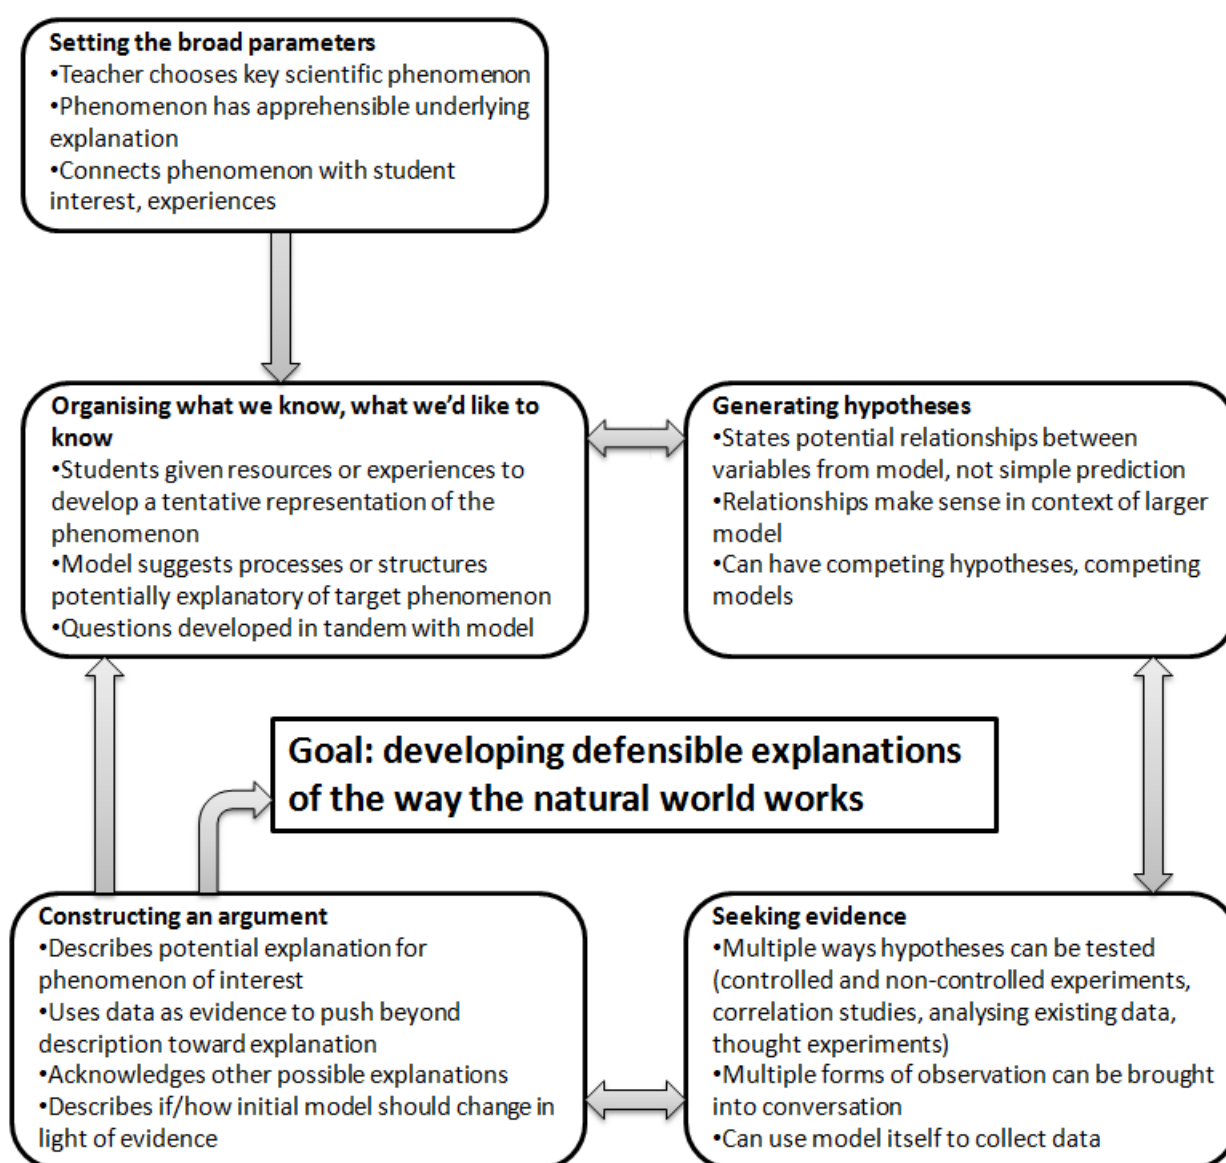 Setting the broad parameters
•Teacher chooses key scientific phenomenon
•Phenomenon has apprehensible underlying
explanation
•Connects phenomenon with student
interest, experiences
Organising what we know, what we'd like to
know
•Students given resources or experiences to
develop a tentative representation of the
phenomenon
•Model suggests processes or structures
potentially explanatory of target phenomenon
•Questions developed in tandem with model
Generating hypotheses
•States potential relationships between
variables from model, not simple prediction
•Relationships make sense in context of larger
model
•Can have competing hypotheses, competing
models
Goal: developing defensible explanations
of the way the natural world works
Constructing an argument
•Describes potential explanation for
phenomenon of interest
•Uses data as evidence to push beyond
description toward explanation
•Acknowledges other possible explanations
•Describes if/how initial model should change in
light of evidence
Seeking evidence
•Multiple ways hypotheses can be tested
(controlled and non-controlled experiments,
correlation studies, analysing existing data,
thought experiments)
•Multiple forms of observation can be brought
into conversation
•Can use model itself to collect data